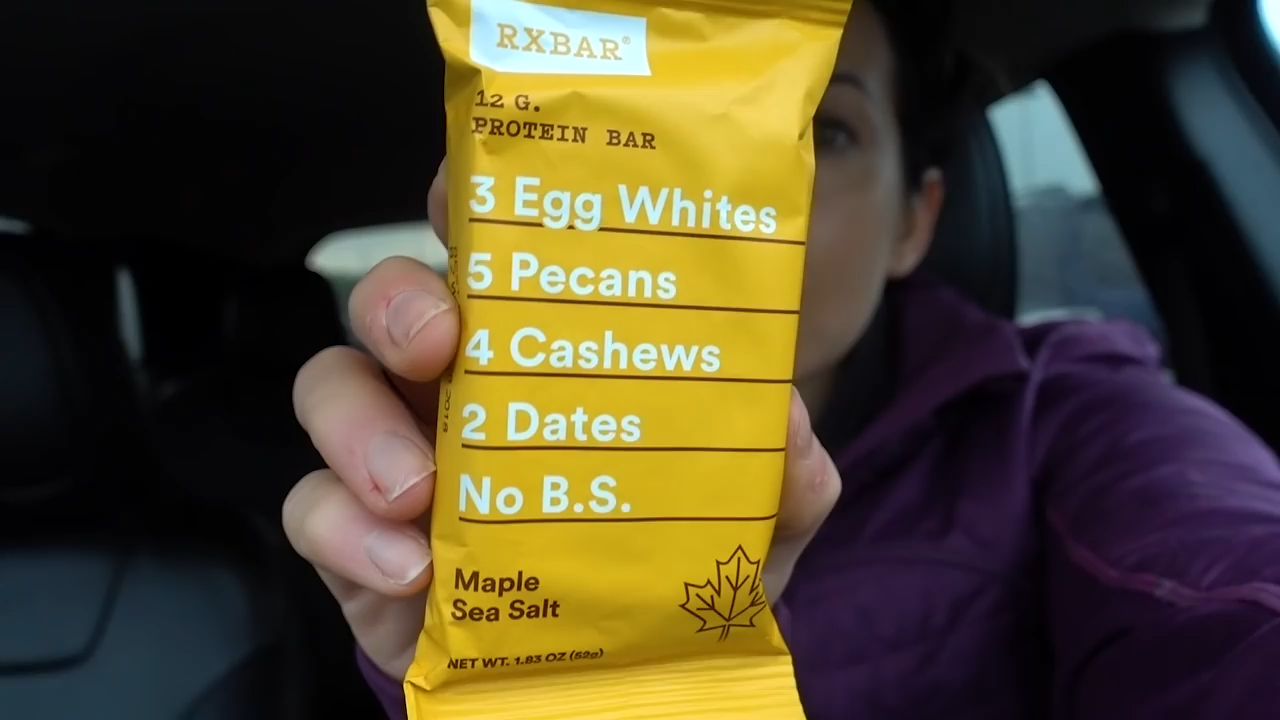 RXBAR®
12 G.
PROTEIN BAR
3 Egg Whites
5 Pecans
4 Cashews
2 Dates
No B.S.
Maple
Sea Salt
NET WT. 1.83 OZ (52g)